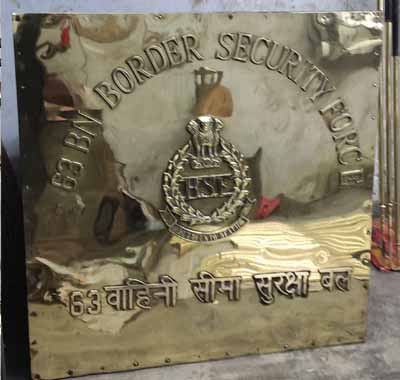 63 BN BORDER SECURITY FORCE
BSF
63 वाहिनी सीमा सुरक्षा बल